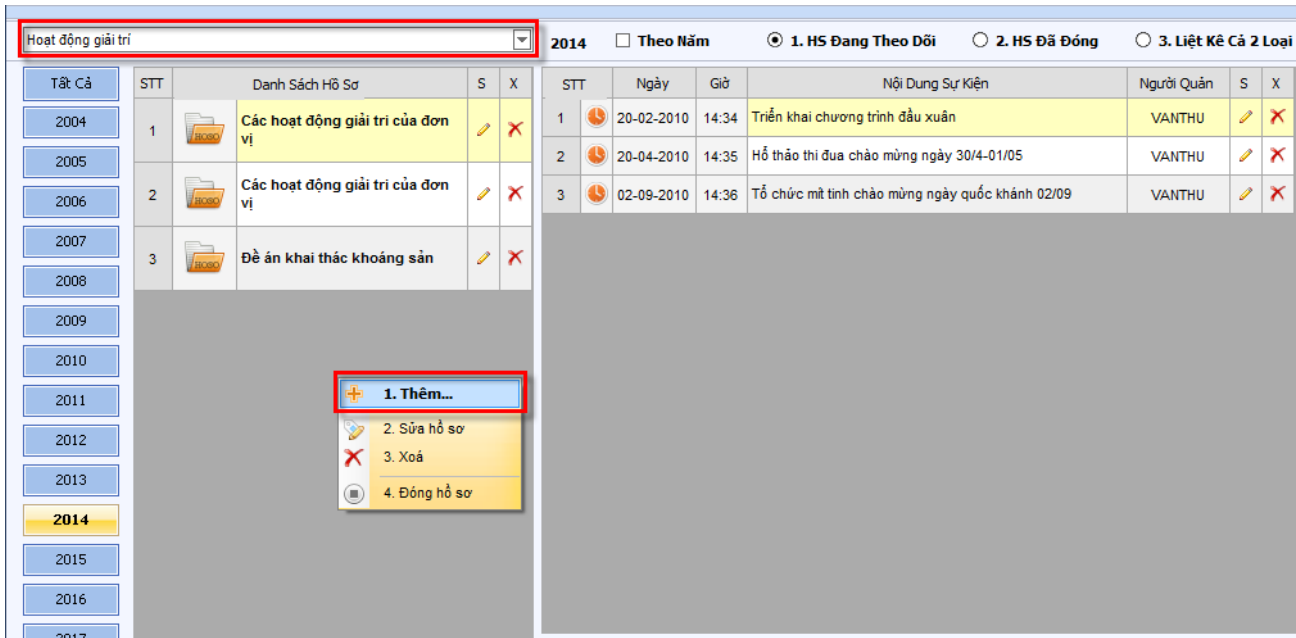 Hoạt động giải trí
2014 Theo Năm 1. HS Đang Theo Dõi 2. HS Đã Đóng 3. Liệt Kê Cả 2 Loại
Tất Cả
2004
2005
2006
2007
2008
2009
2010
2011
2012
2013
2014
2015
2016
2017
STT Danh Sách Hồ Sơ S X
1 HOSO Các hoạt động giải trí của đơn
vị
2 HOSO Các hoạt động giải trí của đơn
vị
3 HOSO Đề án khai thác khoáng sản
1. Thêm...
2. Sửa hồ sơ
3. Xoá
4. Đóng hồ sơ
STT Ngày Giờ Nội Dung Sự Kiện Người Quản S X
1 20-02-2010 14:34 Triển khai chương trình đầu xuân VANTHU
2 20-04-2010 14:35 Hổ thảo thi đua chào mừng ngày 30/4-01/05 VANTHU
3 02-09-2010 14:36 Tổ chức mít tinh chào mừng ngày quốc khánh 02/09 VANTHU